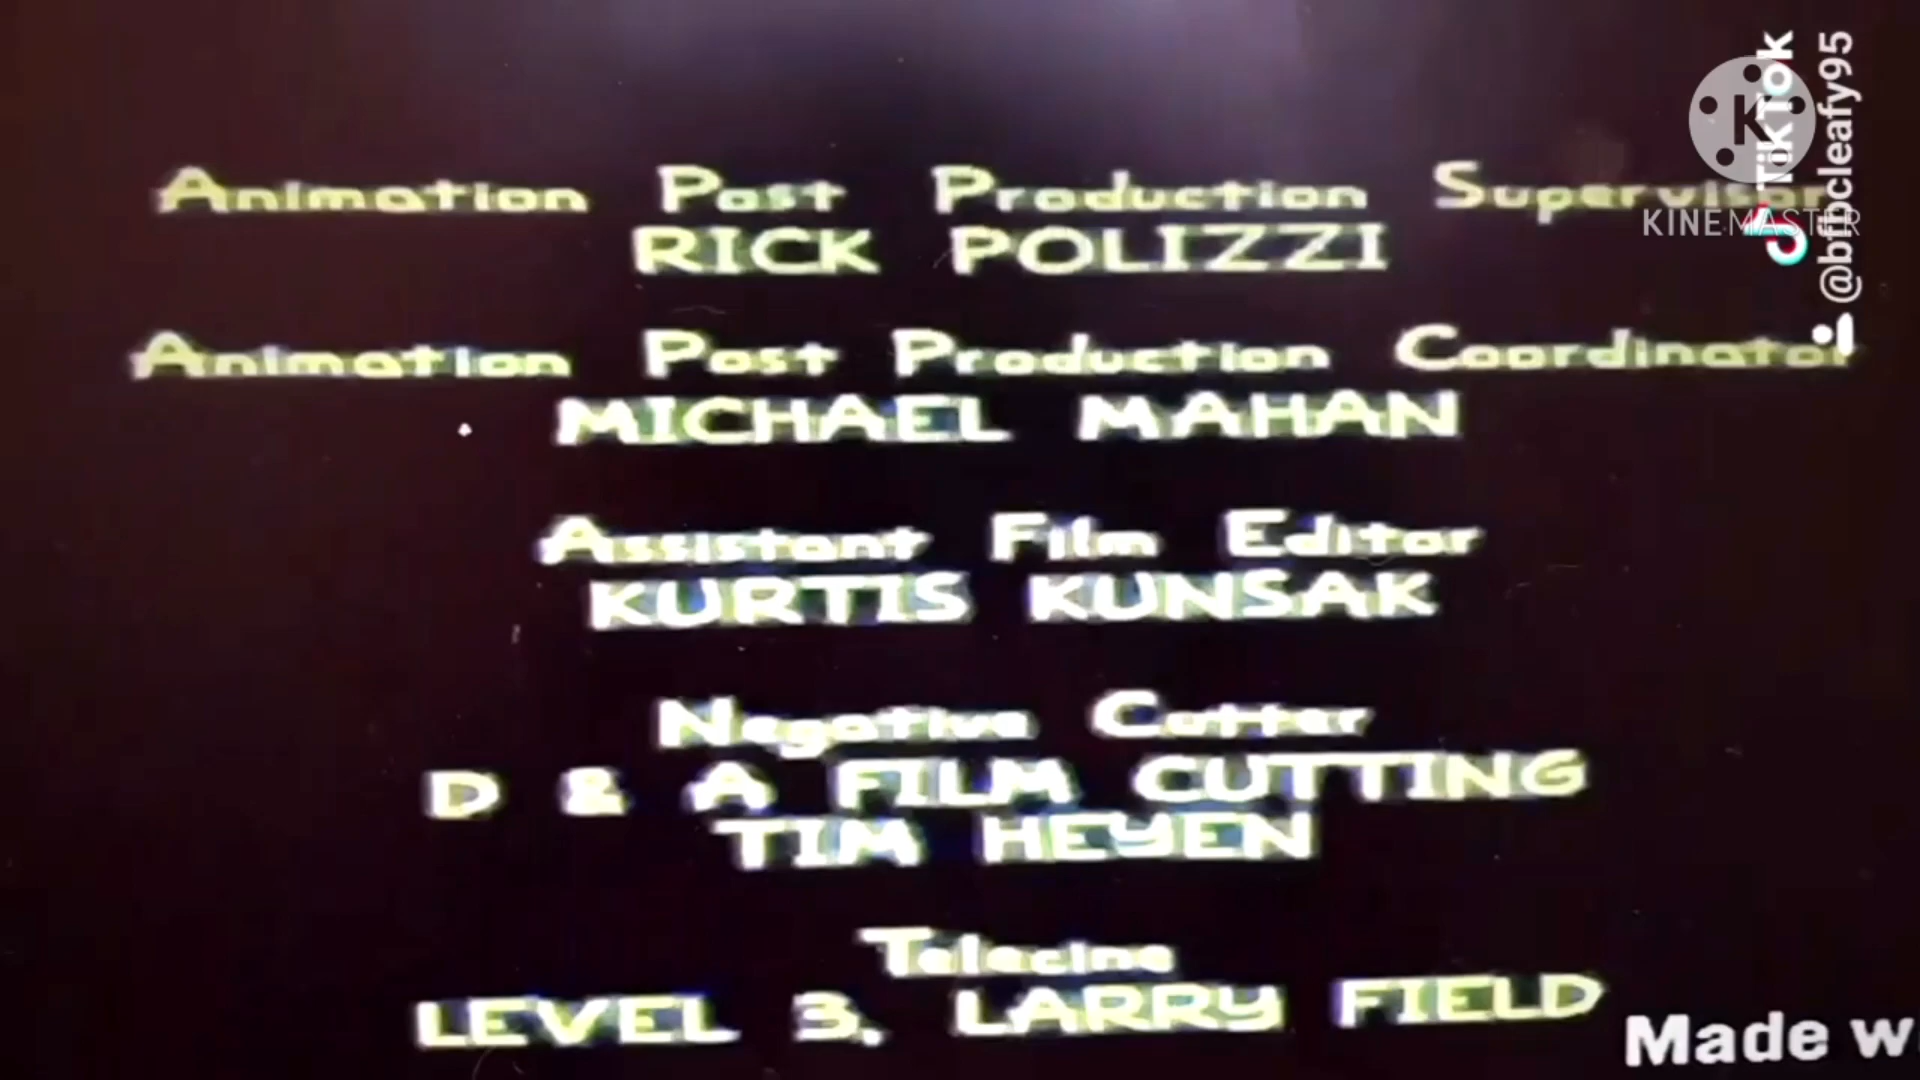 Animation Post Production Supervisor
RICK POLIZZI
Animation Post Production Coordinator
MICHAEL MAHAN
Assistant Film Editor
KURTIS KUNSAK
Negative Cutter
D & A FILM CUTTING
TIM HEYEN
Telecine
LEVEL 3, LARRY FIELD
Made w
K
KINEMASTER
TikTok
@bfbcleafy95